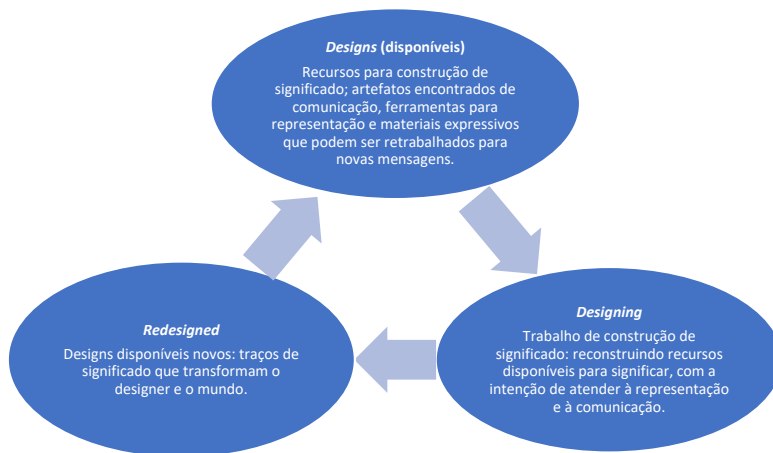 Designs (disponíveis)
Recursos para construção de
significado; artefatos encontrados de
comunicação, ferramentas para
representação e materiais expressivos
que podem ser retrabalhados para
novas mensagens.
Designing
Trabalho de construção de
significado: reconstruindo recursos
disponíveis para significar, com a
intenção de atender à representação
e à comunicação.
Redesigned
Designs disponíveis novos: traços de
significado que transformam o
designer e o mundo.